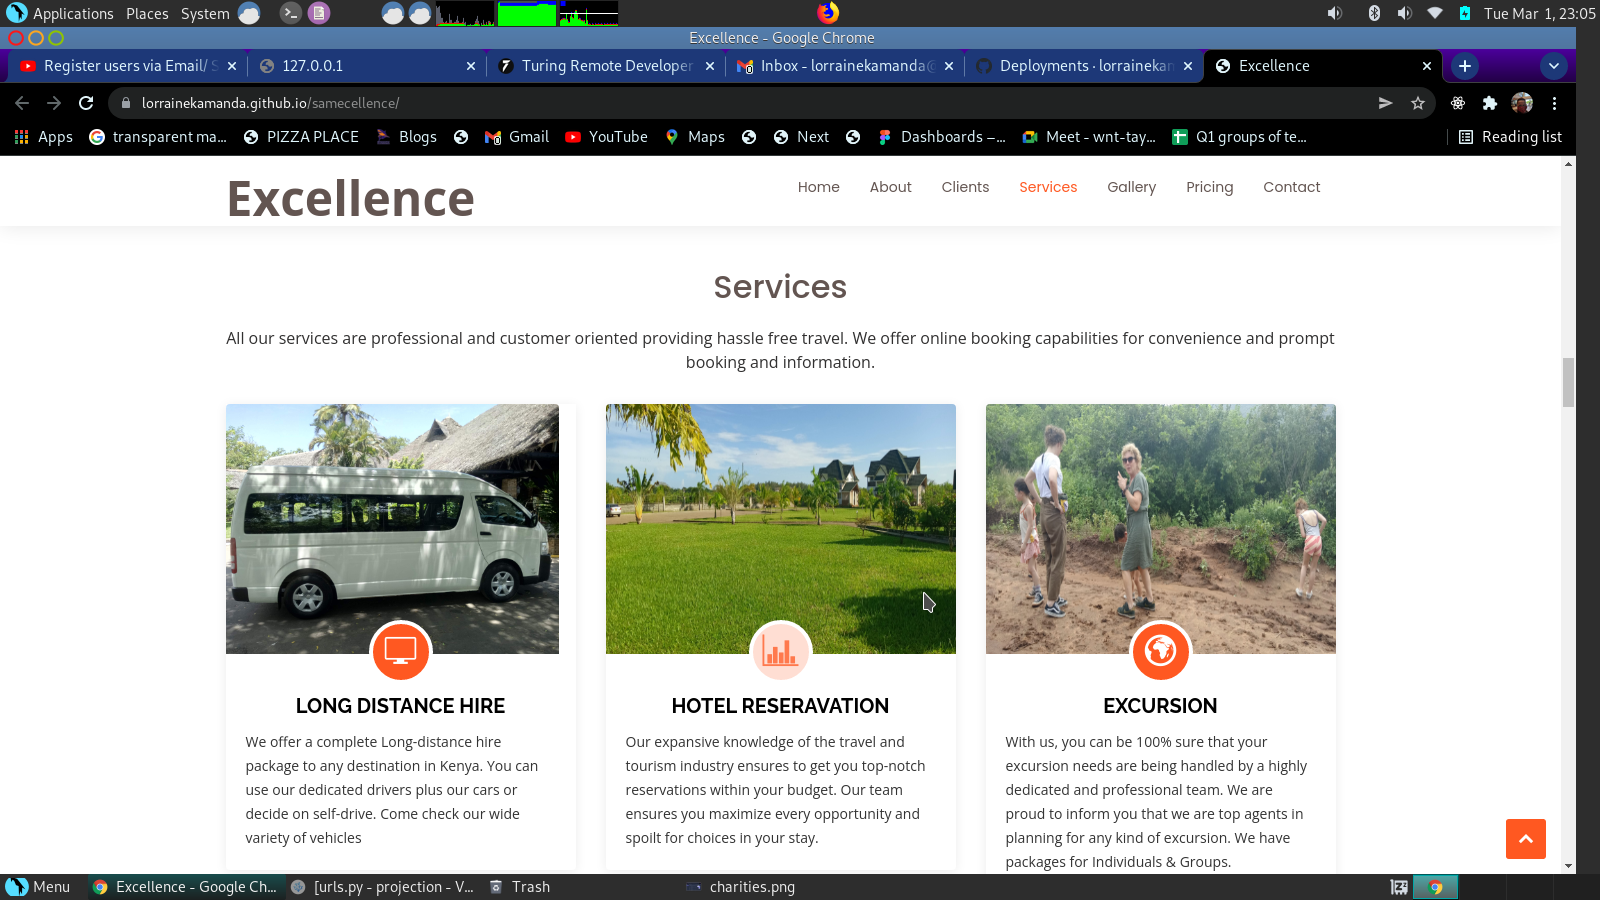 Applications Places System Tue Mar 1, 23:05
Excellence - Google Chrome
Register users via Email/ S 127.0.0.1 Turing Remote Developer Inbox - lorrainekamanda@ Deployments · lorrainekam Excellence
lorrainekamanda.github.io/samecellence/
Apps transparent ma... PIZZA PLACE Blogs Gmail YouTube Maps Next Dashboards –... Meet - wnt-tay... Q1 groups of te... Reading list
Excellence
Home About Clients Services Gallery Pricing Contact
Services
All our services are professional and customer oriented providing hassle free travel. We offer online booking capabilities for convenience and prompt
booking and information.
LONG DISTANCE HIRE
We offer a complete Long-distance hire
package to any destination in Kenya. You can
use our dedicated drivers plus our cars or
decide on self-drive. Come check our wide
variety of vehicles
HOTEL RESERAVATION
Our expansive knowledge of the travel and
tourism industry ensures to get you top-notch
reservations within your budget. Our team
ensures you maximize every opportunity and
spoilt for choices in your stay.
EXCURSION
With us, you can be 100% sure that your
excursion needs are being handled by a highly
dedicated and professional team. We are
proud to inform you that we are top agents in
planning for any kind of excursion. We have
packages for Individuals & Groups.
Menu Excellence - Google Ch... [urls.py - projection - V... Trash charities.png